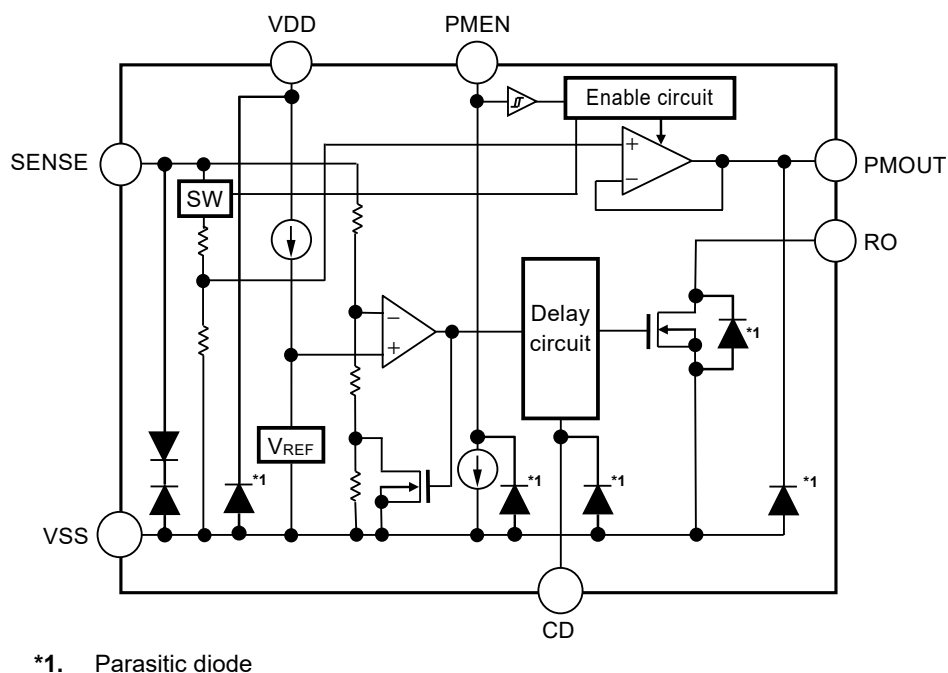 VDD
PMEN
Enable circuit
SENSE
+
−
PMOUT
SW
RO
Delay
circuit
−
+
*1
VREF
*1
*1
*1
*1
VSS
CD
*1. Parasitic diode